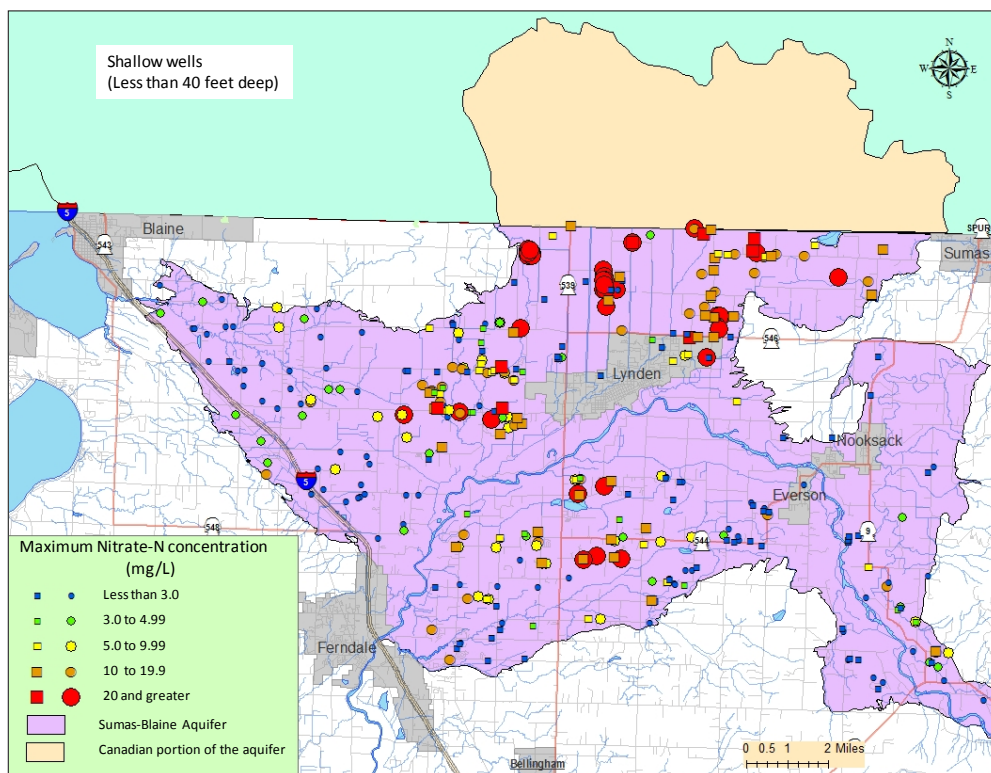 Shallow wells
(Less than 40 feet deep)
N
W E
S
5
Blaine
543
SPUR
Sumas
539
546
Lynden
Nooksack
5
Everson
548
544
9
Maximum Nitrate-N concentration
(mg/L)
Less than 3.0
3.0 to 4.99
5.0 to 9.99
10 to 19.9
20 and greater
Sumas-Blaine Aquifer
Canadian portion of the aquifer
Ferndale
Bellingham
0 0.5 1 2 Miles